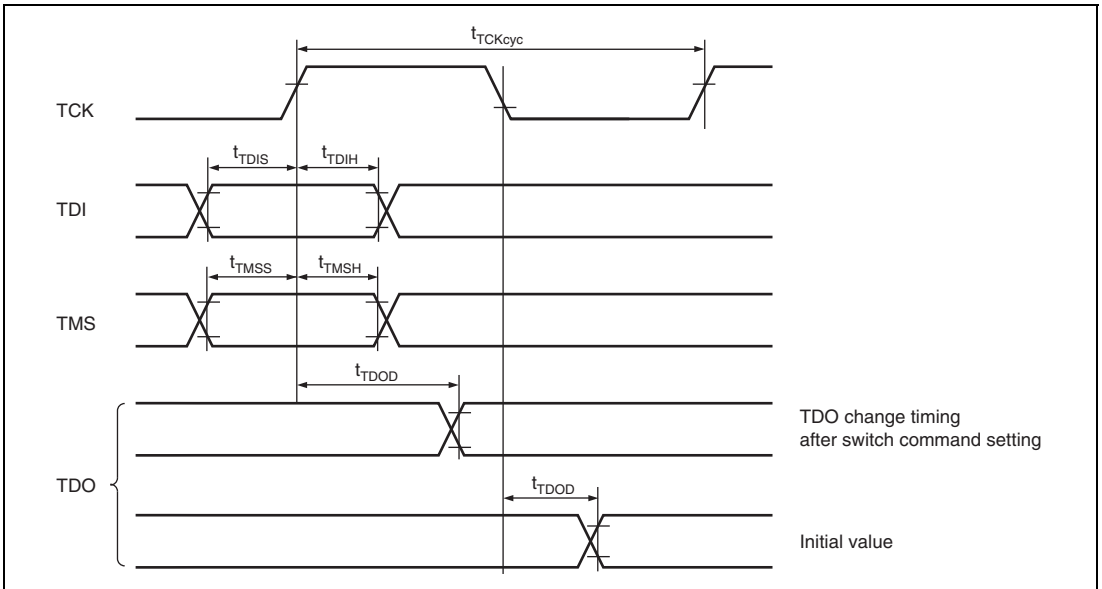 tTCKcyc
TCK
tTDIS
tTDIH
TDI
tTMSS
tTMSH
TMS
tTDOD
TDO change timing
after switch command setting
TDO
tTDOD
Initial value